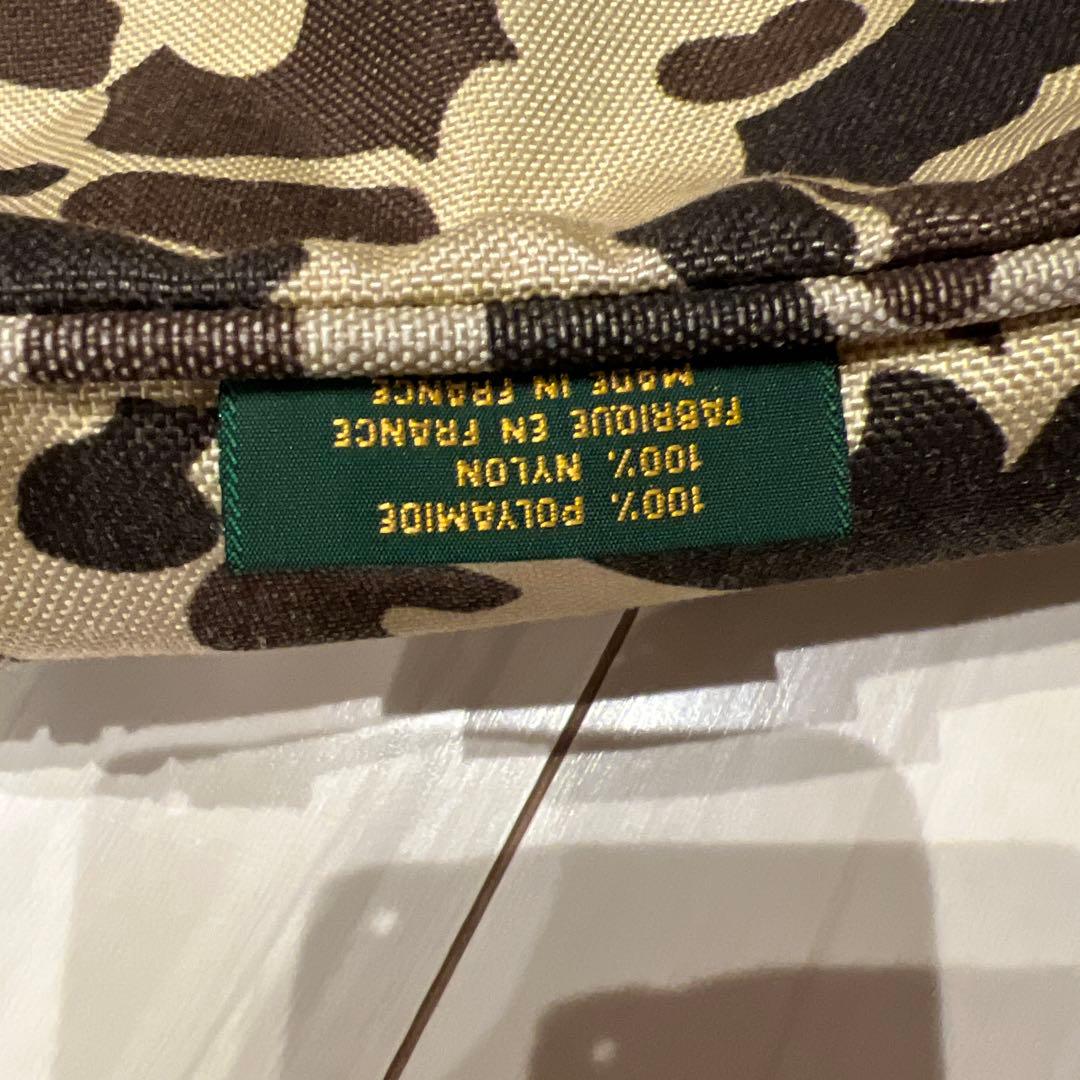 100% POLYAMIDE
100% NYLON
FABRIQUE EN FRANCE
MADE IN FRANCE